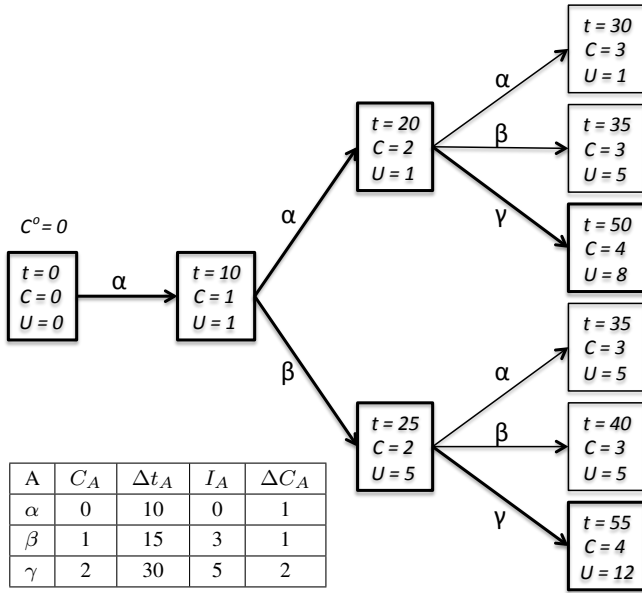 Cº= 0
t = 0
C= 0
U= 0
α
t = 10
C = 1
U = 1
α
β
t = 20
C = 2
U = 1
α
β
γ
t = 30
C = 3
U = 1
t = 35
C = 3
U = 5
t = 50
C = 4
U = 8
t = 25
C = 2
U = 5
α
β
γ
t = 35
C = 3
U = 5
t = 40
C = 3
U = 5
t = 55
C = 4
U = 12
A C_A Δt_A I_A ΔC_A
α 0 10 0 1
β 1 15 3 1
γ 2 30 5 2